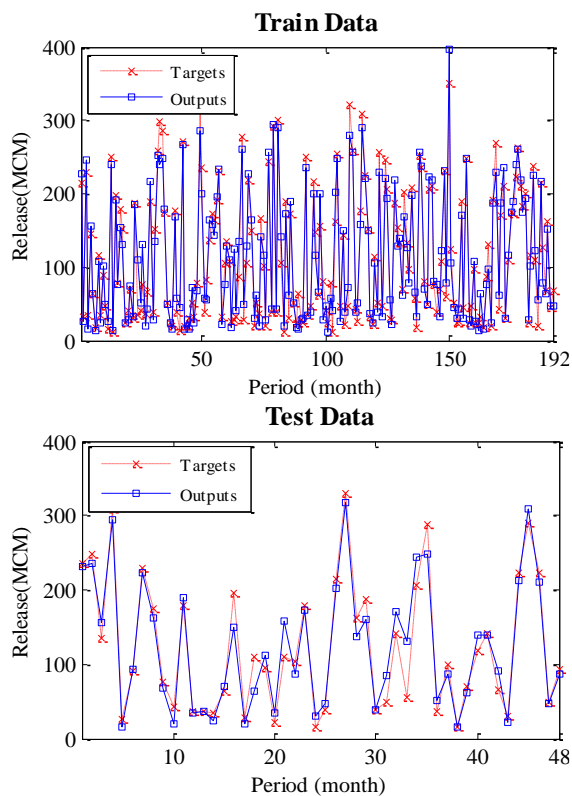 Train Data
400
300
200
100
0
Release(MCM)
Targets
Outputs
50
100
150
192
Period (month)
Test Data
400
300
200
100
0
Release(MCM)
Targets
Outputs
10
20
30
40
48
Period (month)